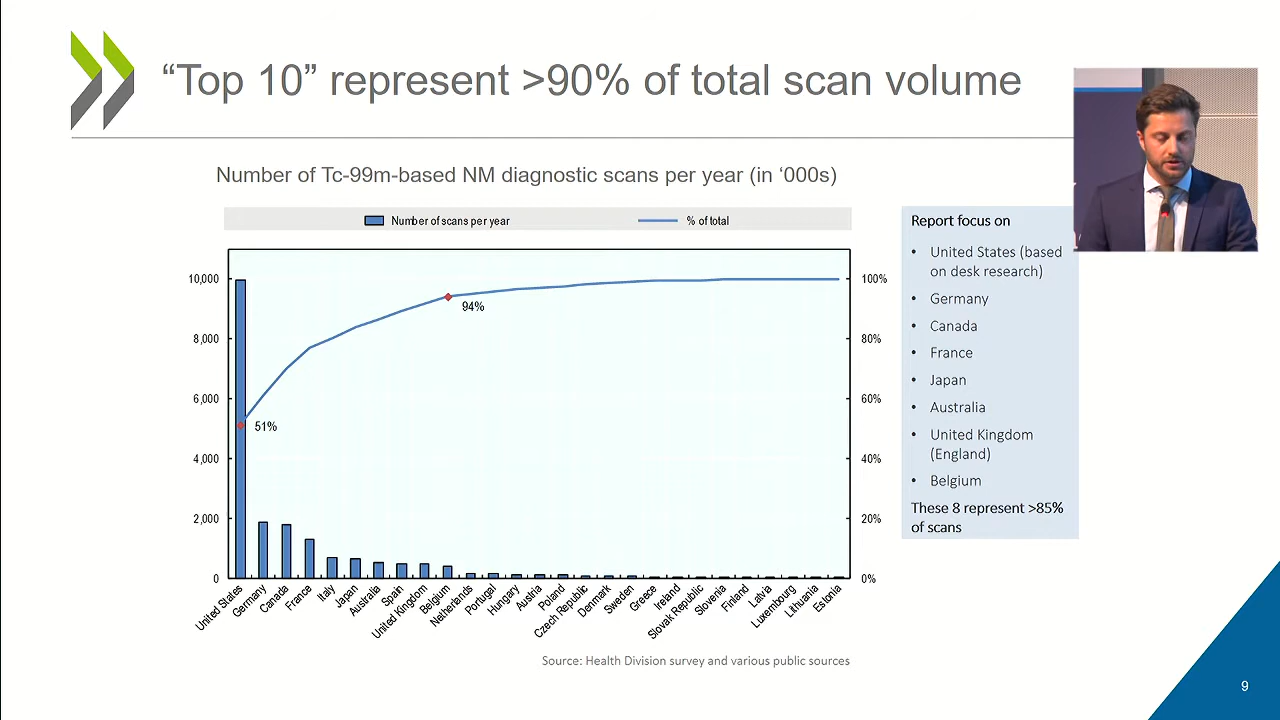 “Top 10” represent >90% of total scan volume
Number of Tc-99m-based NM diagnostic scans per year (in ‘000s)
Number of scans per year
% of total
10,000
8,000
6,000
4,000
2,000
0
100%
80%
60%
40%
20%
0%
51%
94%
United States
Germany
Canada
France
Italy
Japan
Australia
Spain
United Kingdom
Belgium
Netherlands
Portugal
Hungary
Austria
Poland
Czech Republic
Denmark
Sweden
Greece
Ireland
Slovak Republic
Slovenia
Finland
Latvia
Luxembourg
Lithuania
Estonia
Source: Health Division survey and various public sources
Report focus on
• United States (based
on desk research)
• Germany
• Canada
• France
• Japan
• Australia
• United Kingdom
(England)
• Belgium
These 8 represent >85%
of scans
9